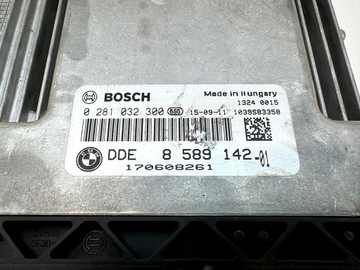 BOSCH
Made in Hungary
1324 0015
0 281 032 300 15-09-11 1039S83358
DDE 8 589 142-01
170608261